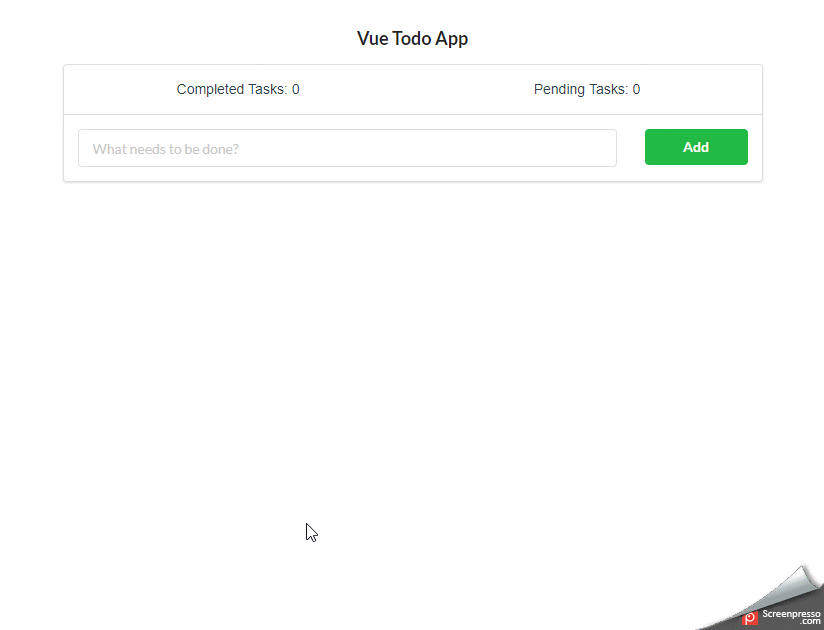 Vue Todo App
Completed Tasks: 0
Pending Tasks: 0
What needs to be done?
Add
Screenpresso
.com